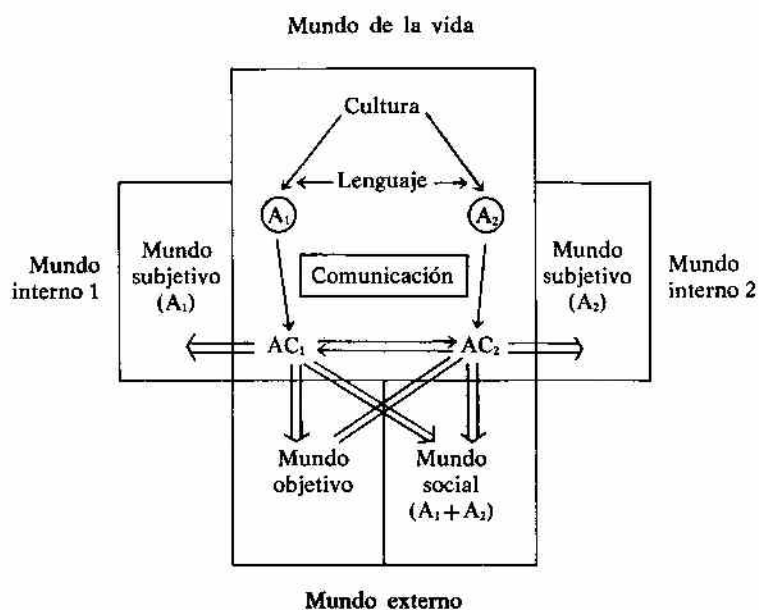 Mundo de la vida
Cultura
Lenguaje
A₁
A₂
Mundo
interno 1
Mundo
subjetivo
(A₁)
Comunicación
Mundo
subjetivo
(A₂)
Mundo
interno 2
AC₁
AC₂
Mundo
objetivo
Mundo
social
(A₁+A₂)
Mundo externo